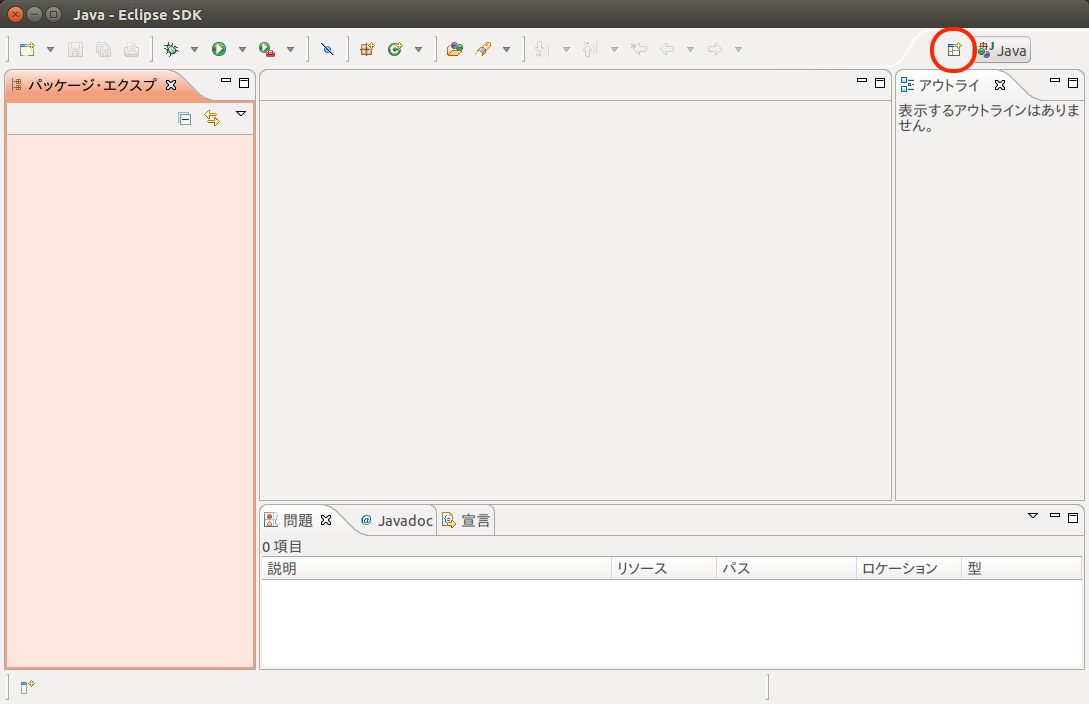 Java - Eclipse SDK
Java
パッケージ・エクスプ
アウトライ
表示するアウトラインはありま
せん。
問題
@ Javadoc
宣言
0 項目
説明
リソース
パス
ロケーション
型